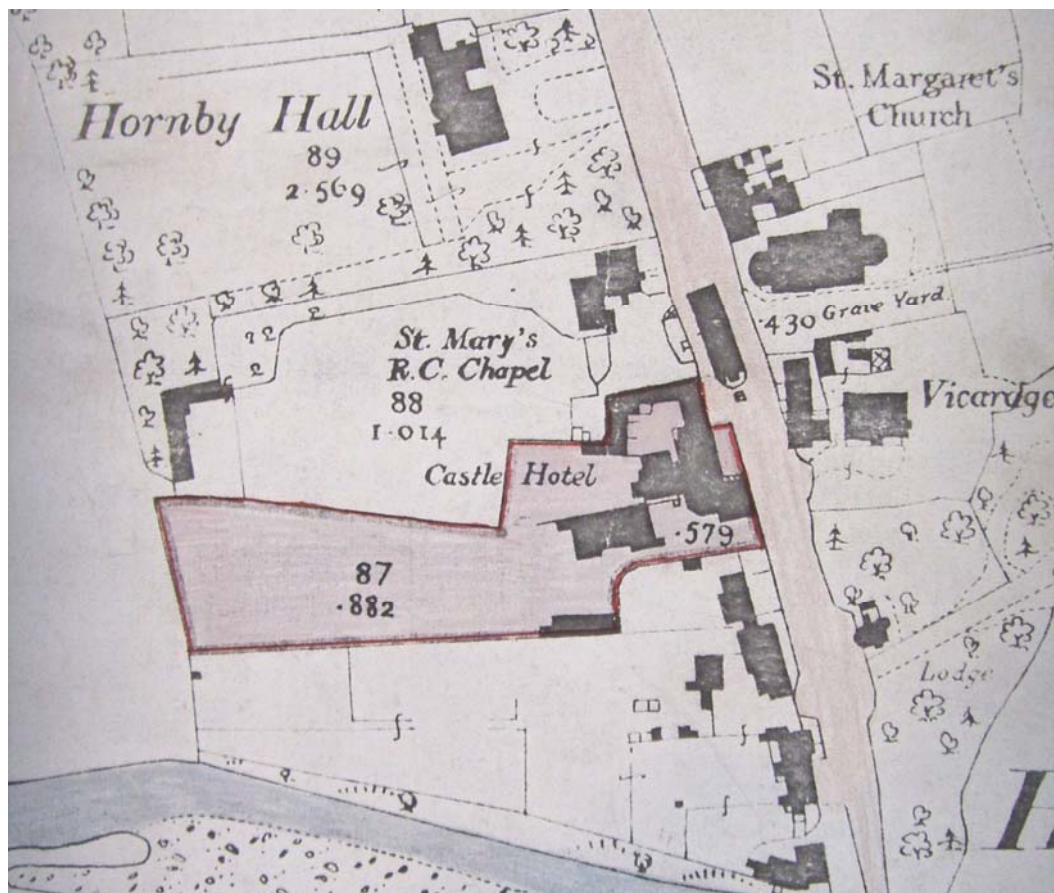 Hornby Hall
89
2·569
St. Margaret's
Church
·430 Grave Yard
St. Mary's
R.C. Chapel
88
1·014
Vicardge
Castle Hotel
·579
87
·882
Lodge